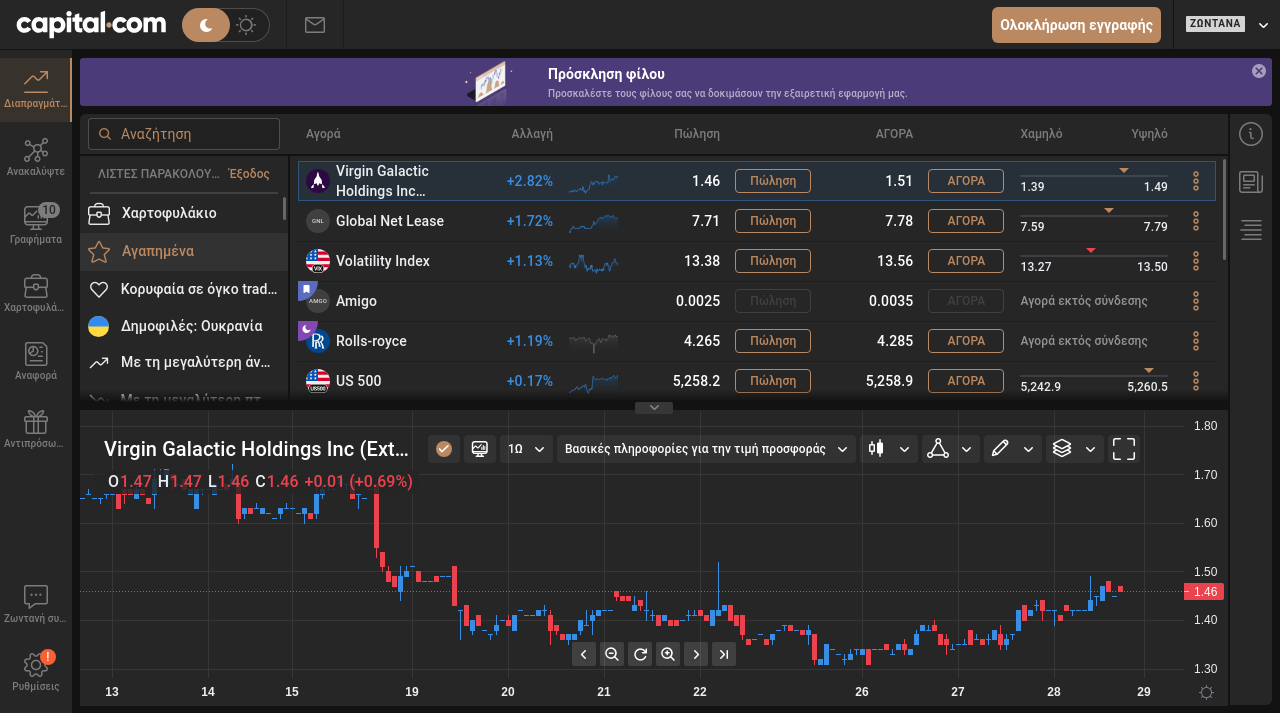 capital.com
Ολοκλήρωση εγγραφής
ΖΩΝΤΑΝΑ
Διαπραγμάτ...
Ανακαλύψτε
10
Γραφήματα
Χαρτοφυλά...
Αναφορά
Αντιπρόσω...
Ζωντανή συ...
!
Ρυθμίσεις
Πρόσκληση φίλου
Προσκαλέστε τους φίλους σας να δοκιμάσουν την εξαιρετική εφαρμογή μας.
Αναζήτηση
ΛΙΣΤΕΣ ΠΑΡΑΚΟΛΟΥ... Έξοδος
Χαρτοφυλάκιο
Αγαπημένα
Κορυφαία σε όγκο trad...
Δημοφιλές: Ουκρανία
Με τη μεγαλύτερη άν...
Με τη μεγαλύτερη πτ...
Αγορά Αλλαγή Πώληση ΑΓΟΡΑ Χαμηλό Υψηλό
Virgin Galactic
Holdings Inc...
+2.82% 1.46 Πώληση 1.51 ΑΓΟΡΑ 1.39 1.49
GNL Global Net Lease +1.72% 7.71 Πώληση 7.78 ΑΓΟΡΑ 7.59 7.79
VIX Volatility Index +1.13% 13.38 Πώληση 13.56 ΑΓΟΡΑ 13.27 13.50
AMIGO Amigo 0.0025 Πώληση 0.0035 ΑΓΟΡΑ Αγορά εκτός σύνδεσης
Rolls-royce +1.19% 4.265 Πώληση 4.285 ΑΓΟΡΑ Αγορά εκτός σύνδεσης
US500 US 500 +0.17% 5,258.2 Πώληση 5,258.9 ΑΓΟΡΑ 5,242.9 5,260.5
Virgin Galactic Holdings Inc (Ext...
1Ω
Βασικές πληροφορίες για την τιμή προσφοράς
O1.47 H1.47 L1.46 C1.46 +0.01 (+0.69%)
1.80
1.70
1.60
1.50
1.46
1.40
1.30
13 14 15 19 20 21 22 26 27 28 29